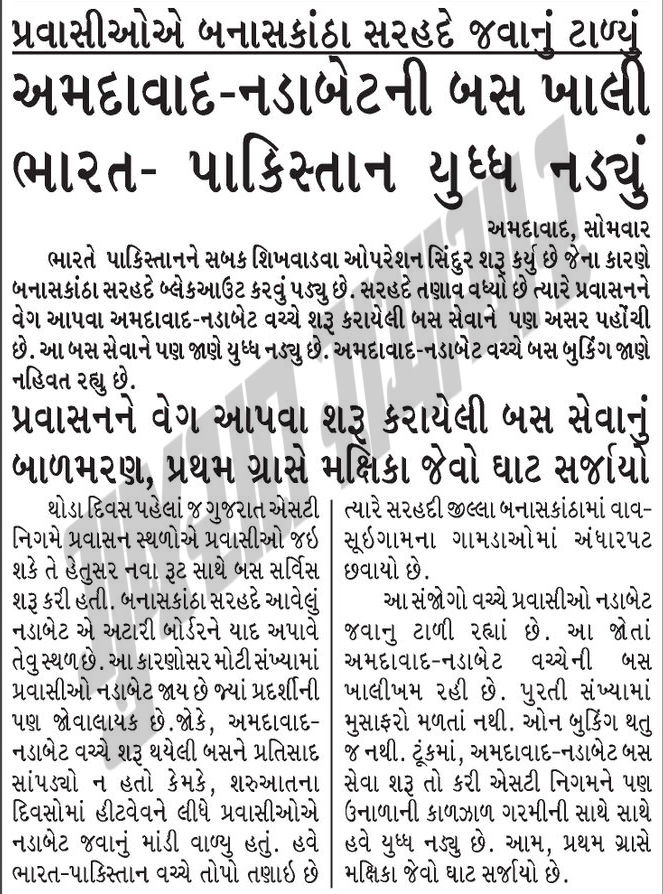 પ્રવાસીઓએ બનાસકાંઠા સરહદે જવાનું ટાળ્યું
અમદાવાદ-નડાબેટની બસ ખાલી
ભારત- પાકિસ્તાન યુધ્ધ નડ્યું
અમદાવાદ, સોમવાર
ભારતે પાકિસ્તાનને સબક શિખવાડવા ઓપરેશન સિંદુર શરૂ કર્યુ છે જેના કારણે
બનાસકાંઠા સરહદે બ્લેકઆઉટ કરવું પડ્યુ છે. સરહદે તણાવ વધ્યો છે ત્યારે પ્રવાસનને
વેગ આપવા અમદાવાદ-નડાબેટ વચ્ચે શરૂ કરાયેલી બસ સેવાને પણ અસર પહોંચી
છે. આ બસ સેવાને પણ જાણે યુધ્ધ નડ્યુ છે. અમદાવાદ-નડાબેટ વચ્ચે બસ બુકિંગ જાણે
નહિવત રહ્યુ છે.
પ્રવાસનને વેગ આપવા શરૂ કરાયેલી બસ સેવાનું
બાળમરણ, પ્રથમ ગ્રાસે મક્ષિકા જેવો ઘાટ સર્જાયો
થોડા દિવસ પહેલાં જ ગુજરાત એસટી
નિગમે પ્રવાસન સ્થળોએ પ્રવાસીઓ જઇ
શકે તે હેતુસર નવા રૂટ સાથે બસ સર્વિસ
શરૂ કરી હતી. બનાસકાંઠા સરહદે આવેલું
નડાબેટ એ અટારી બોર્ડરને યાદ અપાવે
તેવુ સ્થળ છે. આ કારણોસર મોટી સંખ્યામાં
પ્રવાસીઓ નડાબેટ જાય છે જ્યાં પ્રદર્શીની
પણ જોવાલાયક છે.જોકે, અમદાવાદ-
નડાબેટ વચ્ચે શરૂ થયેલી બસને પ્રતિસાદ
સાંપડ્યો ન હતો કેમકે, શરુઆતના
દિવસોમાં હીટવેવને લીધે પ્રવાસીઓએ
નડાબેટ જવાનું માંડી વાળ્યુ હતું. હવે
ભારત-પાકિસ્તાન વચ્ચે તોપો તણાઇ છે
ત્યારે સરહદી જીલ્લા બનાસકાંઠામાં વાવ-
સૂઇગામના ગામડાઓમાં અંધારપટ
છવાયો છે.
આ સંજોગો વચ્ચે પ્રવાસીઓ નડાબેટ
જવાનુ ટાળી રહ્યાં છે. આ જોતાં
અમદાવાદ-નડાબેટ વચ્ચેની બસ
ખાલીખમ રહી છે. પુરતી સંખ્યામાં
મુસાફરો મળતાં નથી. ઓન બુકિંગ થતુ
જ નથી. ટૂંકમાં, અમદાવાદ-નડાબેટ બસ
સેવા શરૂ તો કરી એસટી નિગમને પણ
ઉનાળાની કાળઝાળ ગરમીની સાથે સાથે
હવે યુધ્ધ નડ્યુ છે. આમ, પ્રથમ ગ્રાસે
મક્ષિકા જેવો ઘાટ સર્જાયો છે.
ગુજરાત સમાચાર